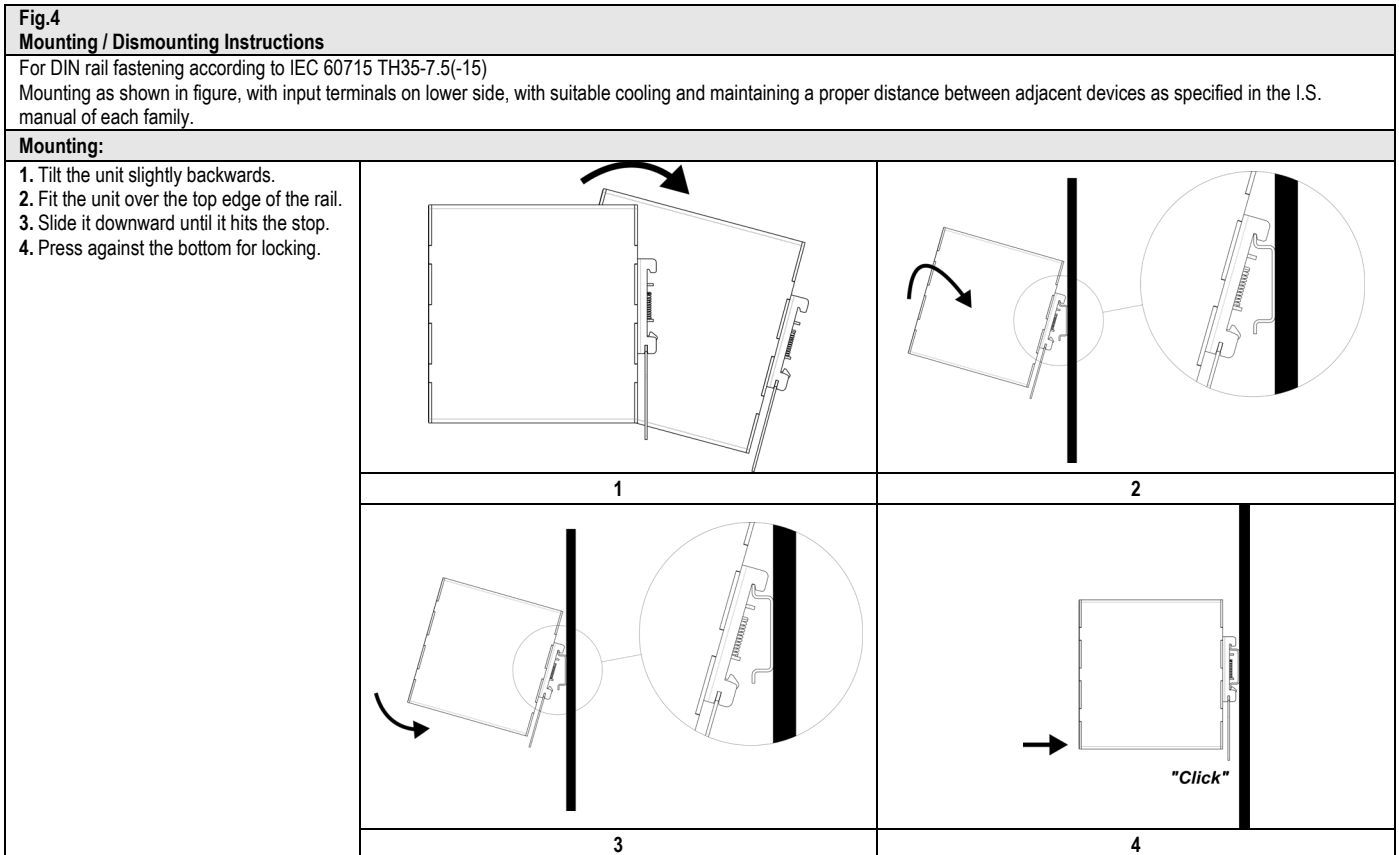 Fig.4
Mounting / Dismounting Instructions
For DIN rail fastening according to IEC 60715 TH35-7.5(-15)
Mounting as shown in figure, with input terminals on lower side, with suitable cooling and maintaining a proper distance between adjacent devices as specified in the I.S.
manual of each family.
Mounting:
1. Tilt the unit slightly backwards.
2. Fit the unit over the top edge of the rail.
3. Slide it downward until it hits the stop.
4. Press against the bottom for locking.
1
2
"Click"
3
4